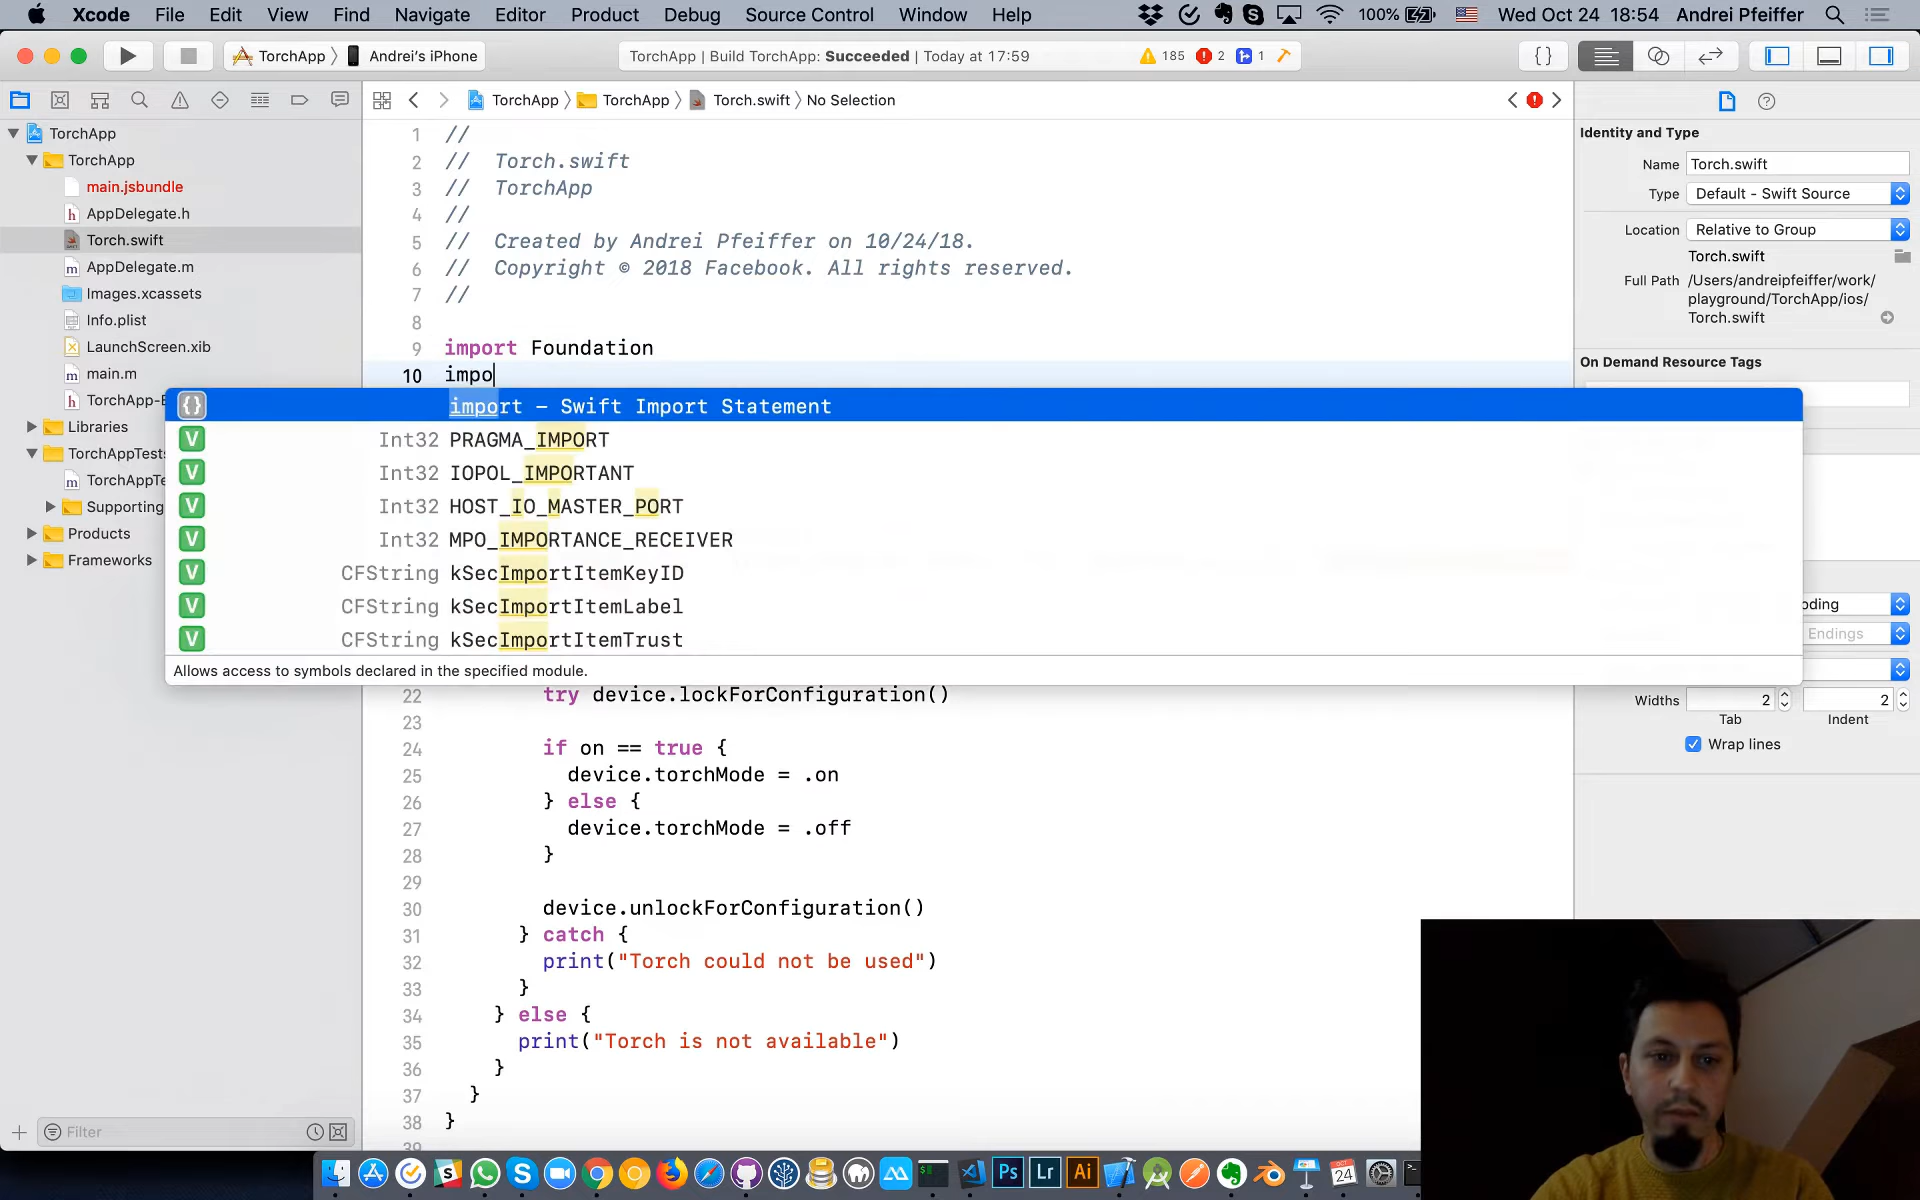 Xcode File Edit View Find Navigate Editor Product Debug Source Control Window Help 100% Wed Oct 24 18:54 Andrei Pfeiffer
TorchApp Andrei's iPhone TorchApp | Build TorchApp: Succeeded | Today at 17:59 185 2 1 {}
TorchApp TorchApp Torch.swift No Selection
TorchApp
TorchApp
main.jsbundle
AppDelegate.h
Torch.swift
AppDelegate.m
Images.xcassets
Info.plist
LaunchScreen.xib
main.m
TorchApp-B
Libraries
TorchAppTests
TorchAppTe
Supporting
Products
Frameworks
Filter
1 //
2 // Torch.swift
3 // TorchApp
4 //
5 // Created by Andrei Pfeiffer on 10/24/18.
6 // Copyright © 2018 Facebook. All rights reserved.
7 //
8
9 import Foundation
10 impo
{} import — Swift Import Statement
V Int32 PRAGMA_IMPORT
V Int32 IOPOL_IMPORTANT
V Int32 HOST_IO_MASTER_PORT
V Int32 MPO_IMPORTANCE_RECEIVER
V CFString kSecImportItemKeyID
V CFString kSecImportItemLabel
V CFString kSecImportItemTrust
Allows access to symbols declared in the specified module.
22 try device.lockForConfiguration()
23
24 if on == true {
25 device.torchMode = .on
26 } else {
27 device.torchMode = .off
28 }
29
30 device.unlockForConfiguration()
31 } catch {
32 print("Torch could not be used")
33 }
34 } else {
35 print("Torch is not available")
36 }
37 }
38 }
39
Identity and Type
Name Torch.swift
Type Default - Swift Source
Location Relative to Group
Torch.swift
Full Path /Users/andreipfeiffer/work/
playground/TorchApp/ios/
Torch.swift
On Demand Resource Tags
oding
Endings
Widths 2 2
Tab Indent
Wrap lines
Ps Lr Ai 24